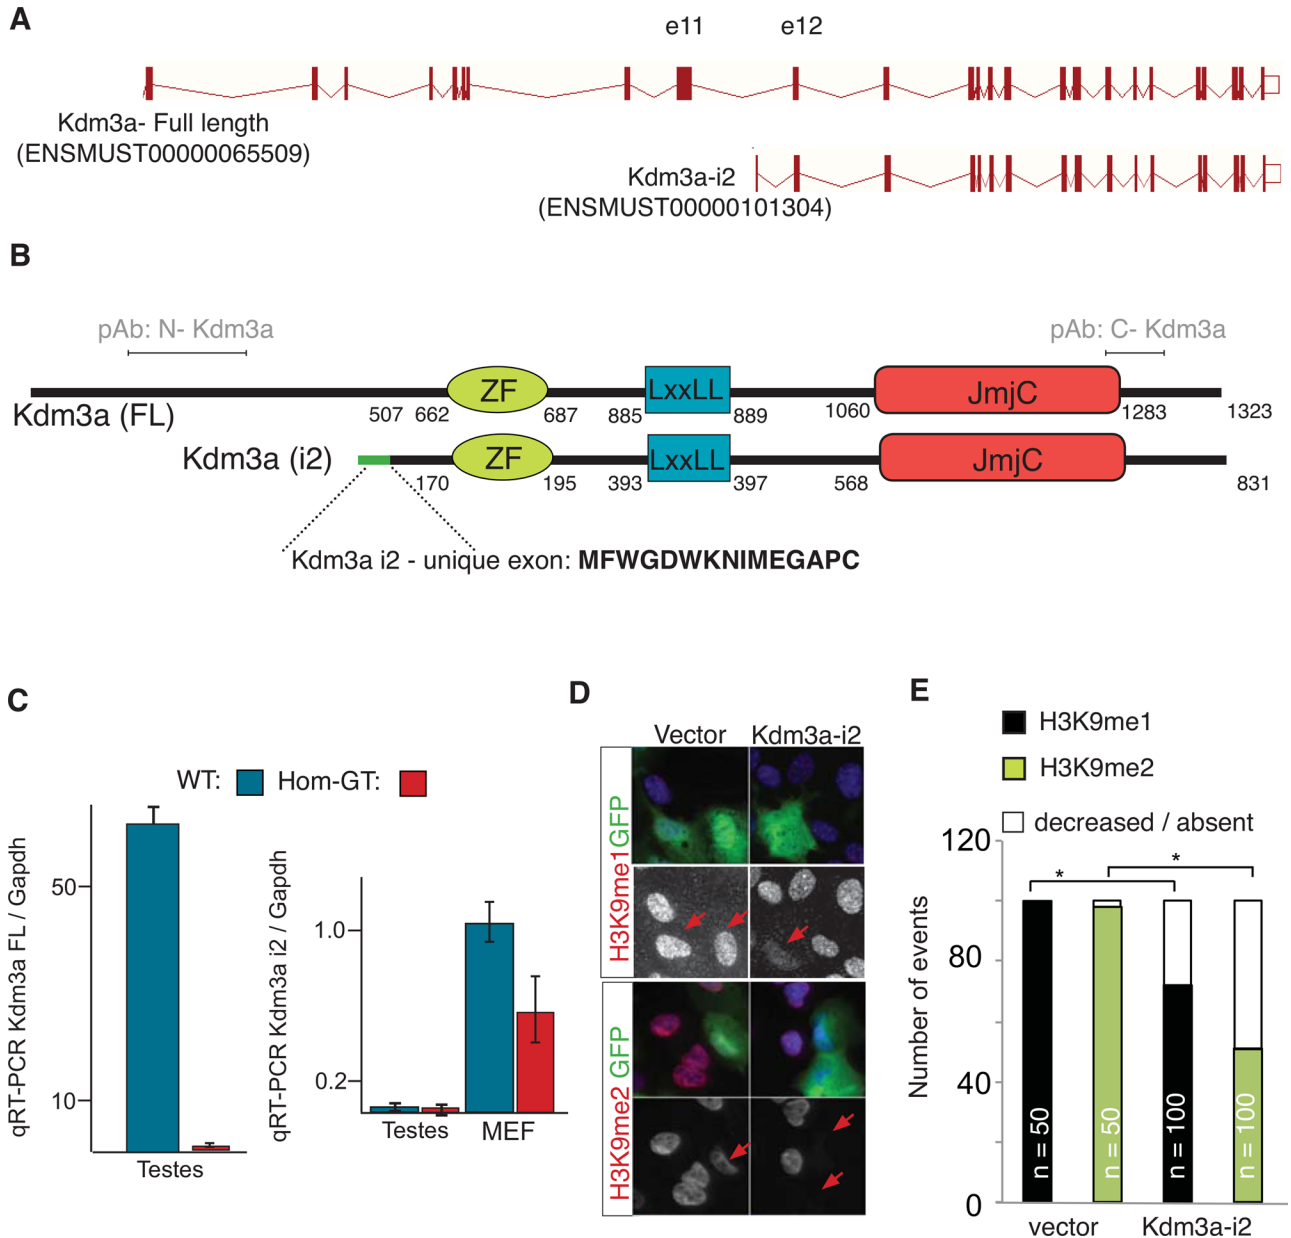 A
e11 e12
Kdm3a- Full length
(ENSMUST00000065509)
Kdm3a-i2
(ENSMUST00000101304)
B
pAb: N- Kdm3a pAb: C- Kdm3a
ZF LxxLL JmjC
Kdm3a (FL) 507 662 687 885 889 1060 1283 1323
Kdm3a (i2) ZF LxxLL JmjC
170 195 393 397 568 831
Kdm3a i2 - unique exon: MFWGDWKNIMEGAPC
C
WT: Hom-GT:
qRT-PCR Kdm3a FL / Gapdh
50
10
Testes
qRT-PCR Kdm3a i2 / Gapdh
1.0
0.2
Testes MEF
D
Vector Kdm3a-i2
H3K9me1GFP
H3K9me2 GFP
E
H3K9me1
H3K9me2
decreased / absent
Number of events
120
80
40
0
* *
n = 50 n = 50 n = 100 n = 100
vector Kdm3a-i2